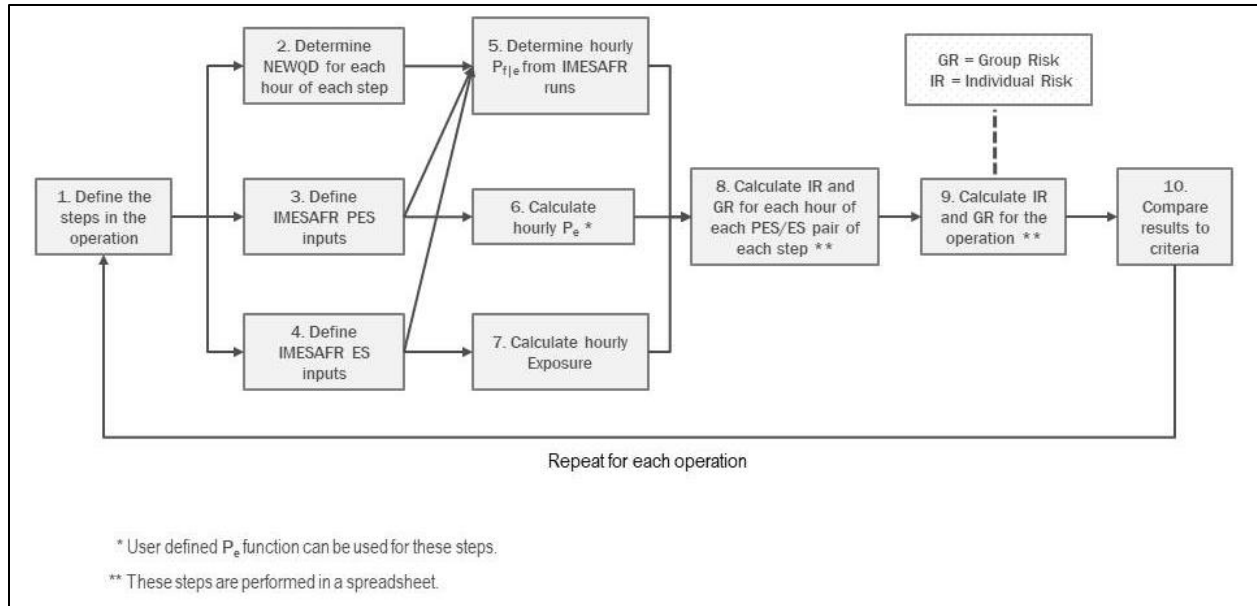 2. Determine
NEWQD for each
hour of each step
5. Determine hourly
Pf|e from IMESAFR
runs
GR = Group Risk
IR = Individual Risk
1. Define the
steps in the
operation
3. Define
IMESAFR PES
inputs
6. Calculate
hourly Pe *
8. Calculate IR and
GR for each hour of
each PES/ES pair of
each step **
9. Calculate IR
and GR for the
operation **
10.
Compare
results to
criteria
4. Define
IMESAFR ES
inputs
7. Calculate hourly
Exposure
Repeat for each operation
* User defined Pe function can be used for these steps.
** These steps are performed in a spreadsheet.